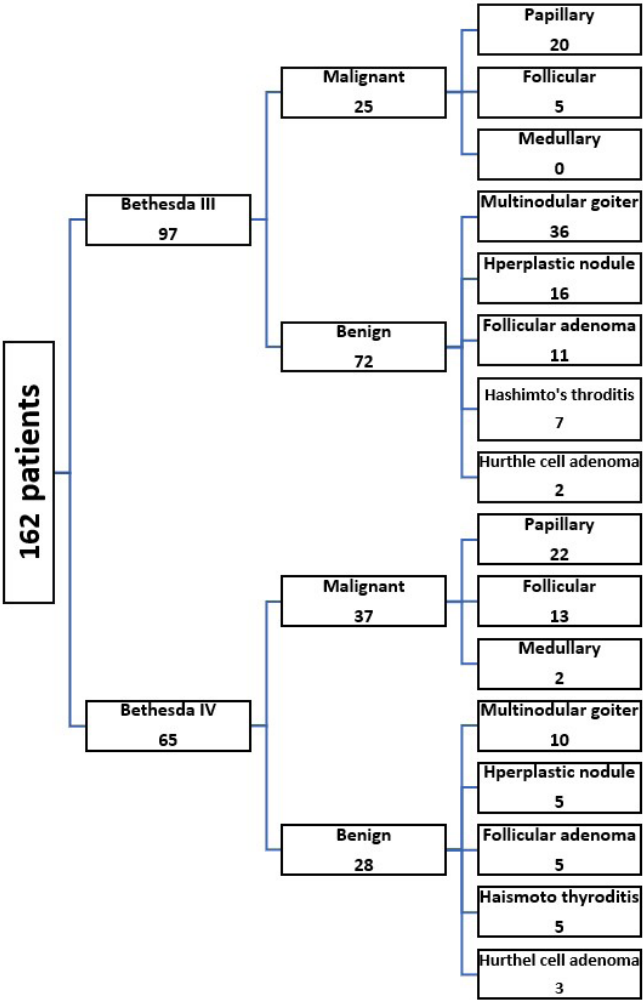 162 patients
Bethesda III
97
Malignant
25
Papillary
20
Follicular
5
Medullary
0
Benign
72
Multinodular goiter
36
Hperplastic nodule
16
Follicular adenoma
11
Hashimto's throditis
7
Hurthle cell adenoma
2
Bethesda IV
65
Malignant
37
Papillary
22
Follicular
13
Medullary
2
Benign
28
Multinodular goiter
10
Hperplastic nodule
5
Follicular adenoma
5
Haismoto thyroditis
5
Hurthel cell adenoma
3